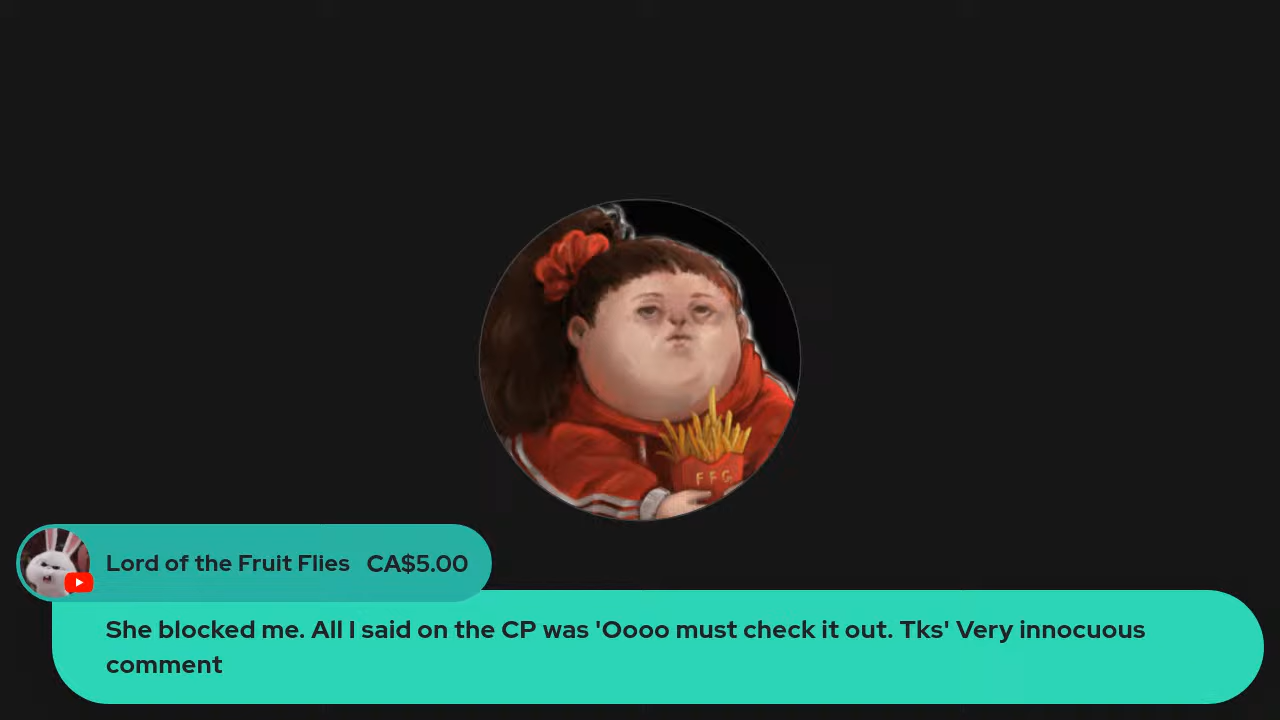 FFG
Lord of the Fruit Flies CA$5.00
She blocked me. All I said on the CP was 'Oooo must check it out. Tks' Very innocuous
comment